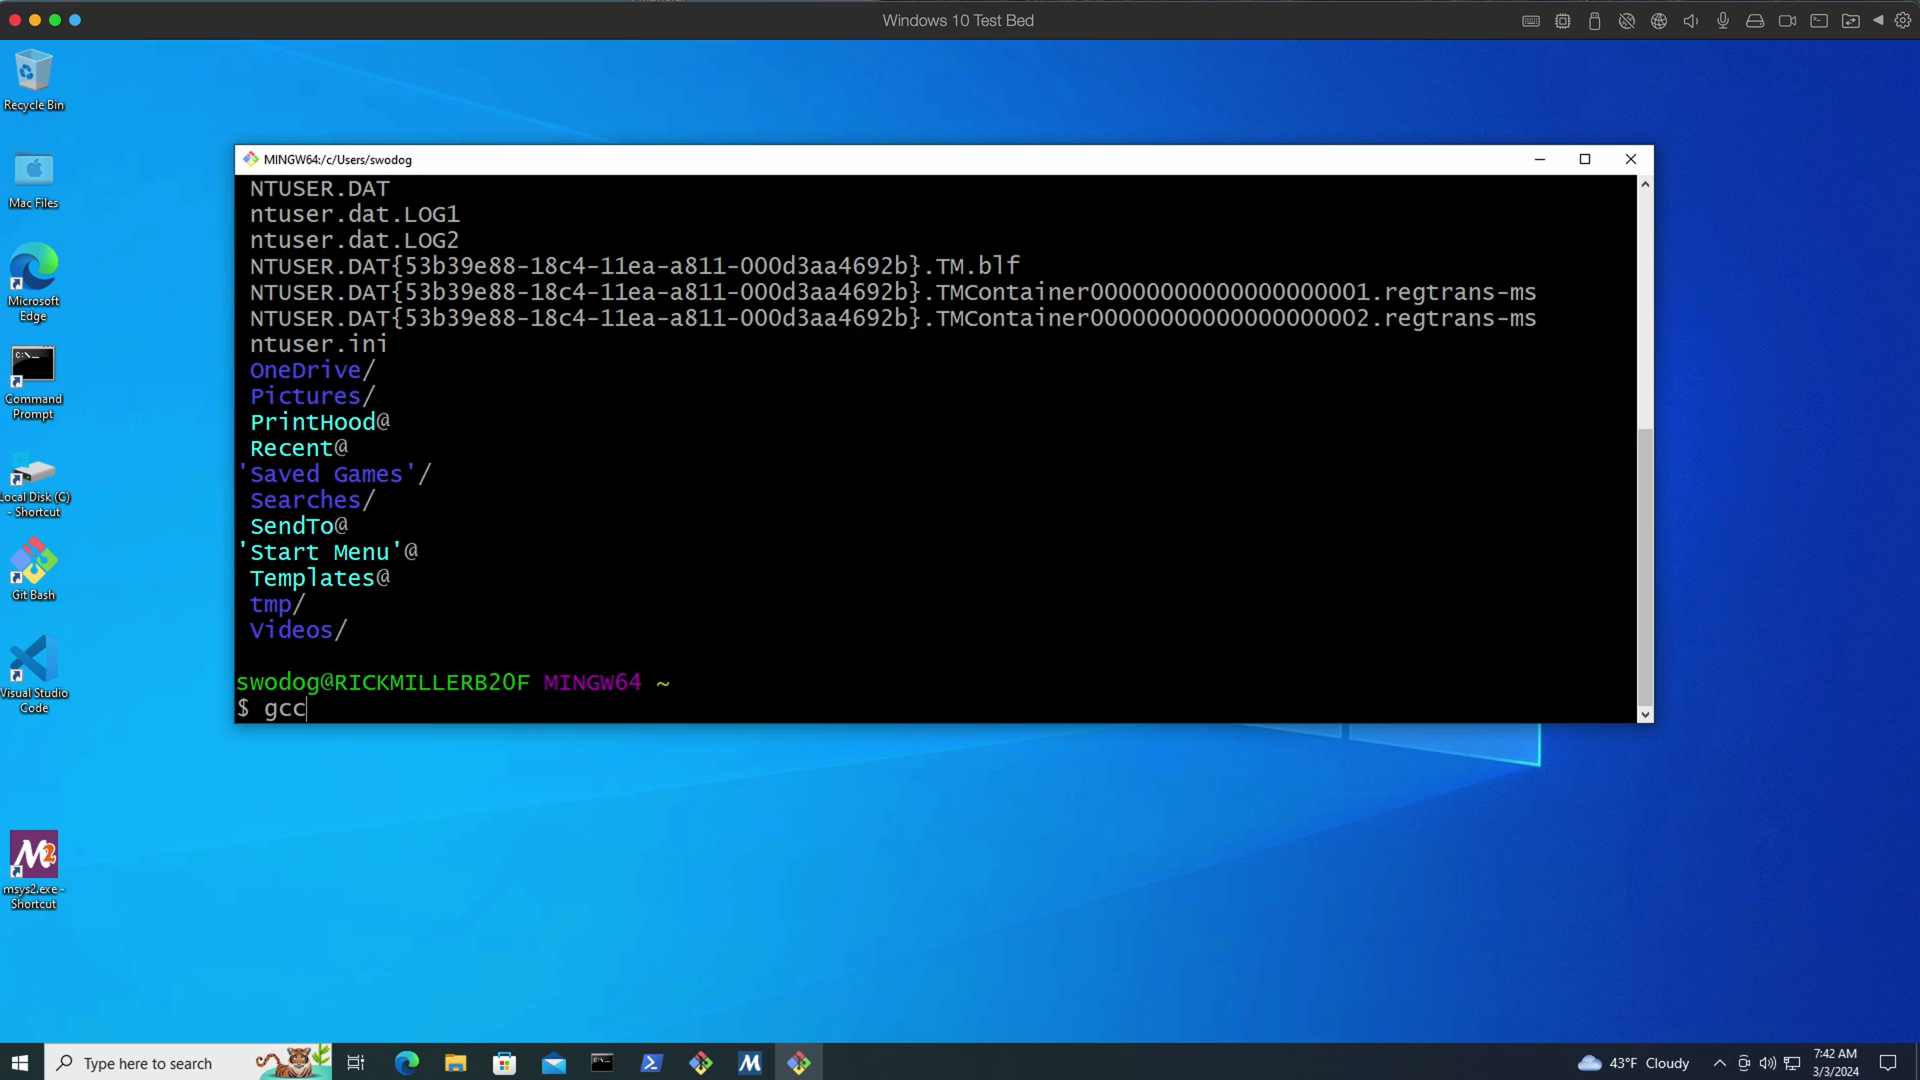 Windows 10 Test Bed
Recycle Bin
Mac Files
Microsoft
Edge
Command
Prompt
Local Disk (C)
- Shortcut
Git Bash
Visual Studio
Code
msys2.exe -
Shortcut
MINGW64:/c/Users/swodog
NTUSER.DAT
ntuser.dat.LOG1
ntuser.dat.LOG2
NTUSER.DAT{53b39e88-18c4-11ea-a811-000d3aa4692b}.TM.blf
NTUSER.DAT{53b39e88-18c4-11ea-a811-000d3aa4692b}.TMContainer00000000000000000001.regtrans-ms
NTUSER.DAT{53b39e88-18c4-11ea-a811-000d3aa4692b}.TMContainer00000000000000000002.regtrans-ms
ntuser.ini
OneDrive/
Pictures/
PrintHood@
Recent@
'Saved Games'/
Searches/
SendTo@
'Start Menu'@
Templates@
tmp/
Videos/
swodog@RICKMILLERB2OF MINGW64 ~
$ gcc
Type here to search
43°F Cloudy
7:42 AM
3/3/2024